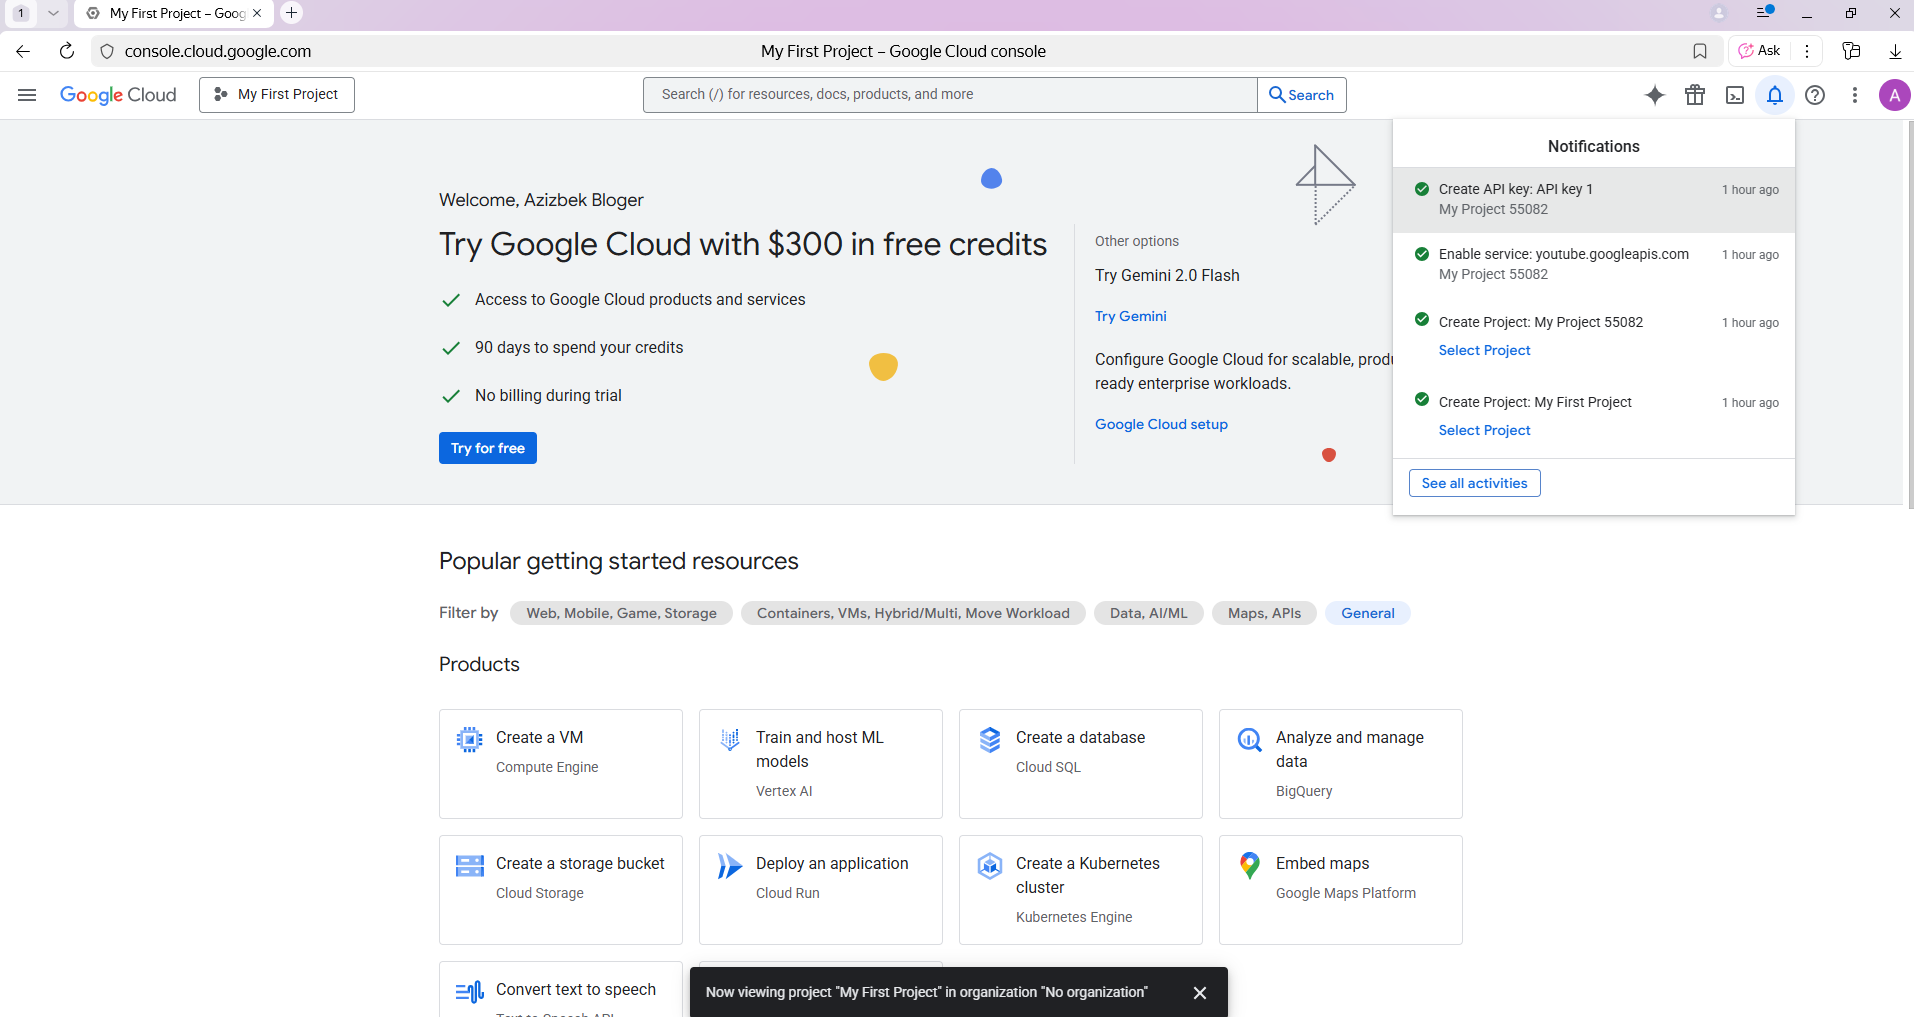 1
My First Project – Goog
console.cloud.google.com
My First Project – Google Cloud console
Ask
Google Cloud
My First Project
Search (/) for resources, docs, products, and more
Search
A
Welcome, Azizbek Bloger
Try Google Cloud with $300 in free credits
Access to Google Cloud products and services
90 days to spend your credits
No billing during trial
Try for free
Other options
Try Gemini 2.0 Flash
Try Gemini
Configure Google Cloud for scalable, produ
ready enterprise workloads.
Google Cloud setup
Notifications
Create API key: API key 1
1 hour ago
My Project 55082
Enable service: youtube.googleapis.com
1 hour ago
My Project 55082
Create Project: My Project 55082
1 hour ago
Select Project
Create Project: My First Project
1 hour ago
Select Project
See all activities
Popular getting started resources
Filter by
Web, Mobile, Game, Storage
Containers, VMs, Hybrid/Multi, Move Workload
Data, AI/ML
Maps, APIs
General
Products
Create a VM
Compute Engine
Train and host ML
models
Vertex AI
Create a database
Cloud SQL
Analyze and manage
data
BigQuery
Create a storage bucket
Cloud Storage
Deploy an application
Cloud Run
Create a Kubernetes
cluster
Kubernetes Engine
Embed maps
Google Maps Platform
Convert text to speech
Text-to-Speech API
Now viewing project "My First Project" in organization "No organization"